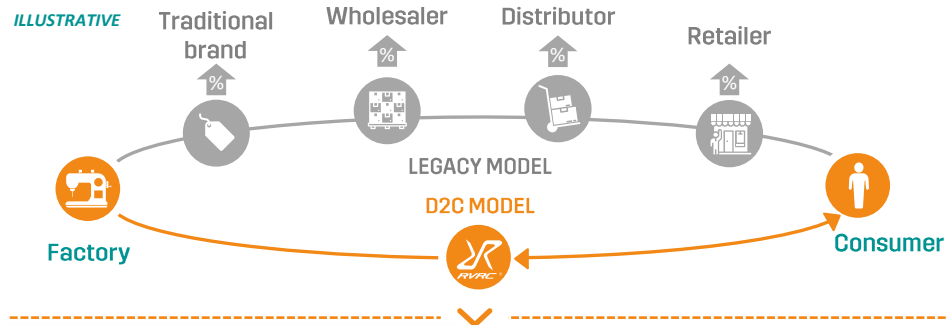 ILLUSTRATIVE
Traditional
brand
Wholesaler
Distributor
Retailer
%
%
%
%
LEGACY MODEL
D2C MODEL
Factory
RVRC
Consumer